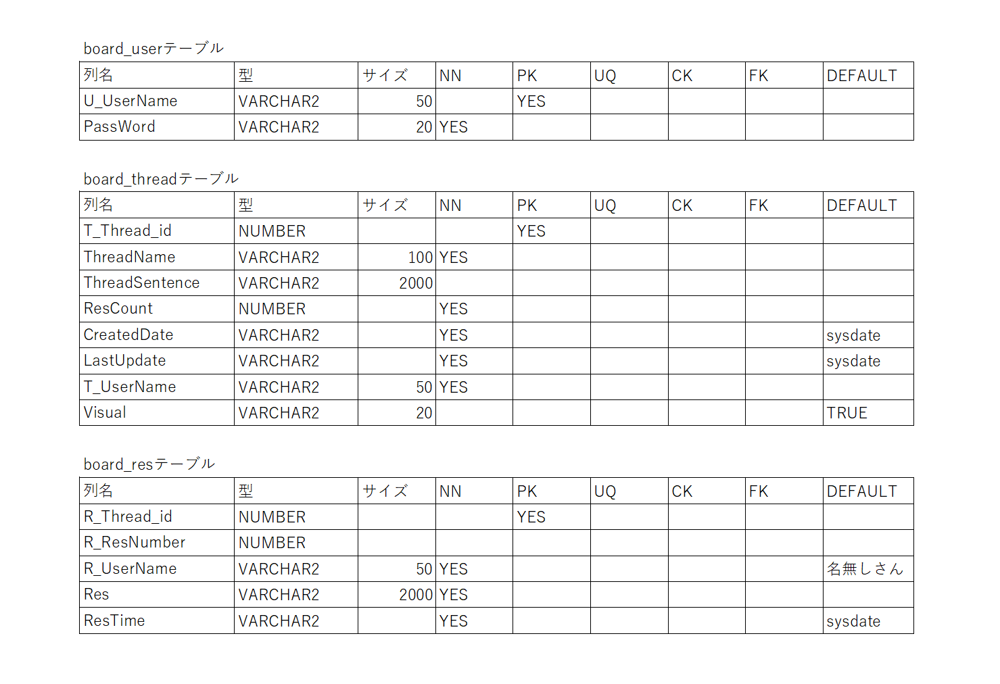 board_userテーブル
列名 型 サイズ NN PK UQ CK FK DEFAULT
U_UserName VARCHAR2 50 YES
PassWord VARCHAR2 20 YES
board_threadテーブル
列名 型 サイズ NN PK UQ CK FK DEFAULT
T_Thread_id NUMBER YES
ThreadName VARCHAR2 100 YES
ThreadSentence VARCHAR2 2000
ResCount NUMBER YES
CreatedDate VARCHAR2 YES sysdate
LastUpdate VARCHAR2 YES sysdate
T_UserName VARCHAR2 50 YES
Visual VARCHAR2 20 TRUE
board_resテーブル
列名 型 サイズ NN PK UQ CK FK DEFAULT
R_Thread_id NUMBER YES
R_ResNumber NUMBER
R_UserName VARCHAR2 50 YES 名無しさん
Res VARCHAR2 2000 YES
ResTime VARCHAR2 YES sysdate